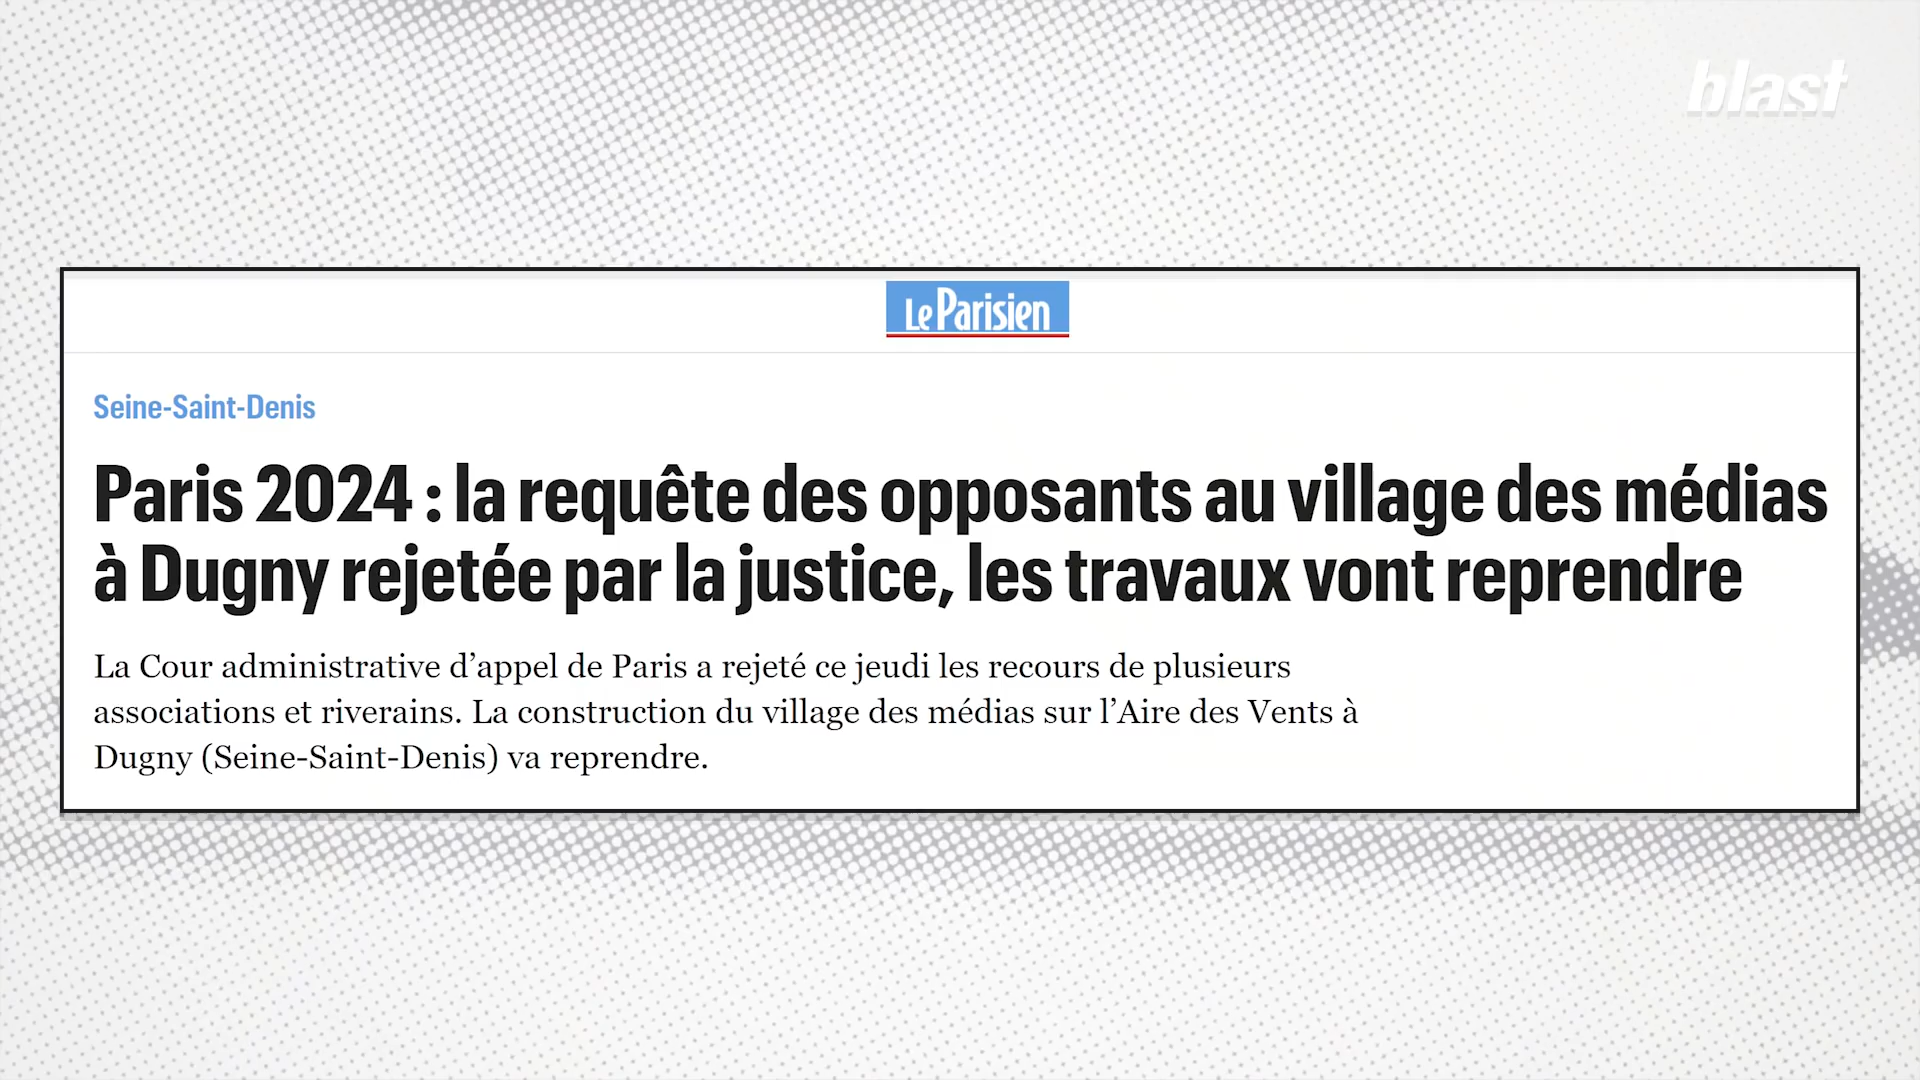 blast
Le Parisien
Seine-Saint-Denis
Paris 2024 : la requête des opposants au village des médias
à Dugny rejetée par la justice, les travaux vont reprendre
La Cour administrative d’appel de Paris a rejeté ce jeudi les recours de plusieurs
associations et riverains. La construction du village des médias sur l’Aire des Vents à
Dugny (Seine-Saint-Denis) va reprendre.